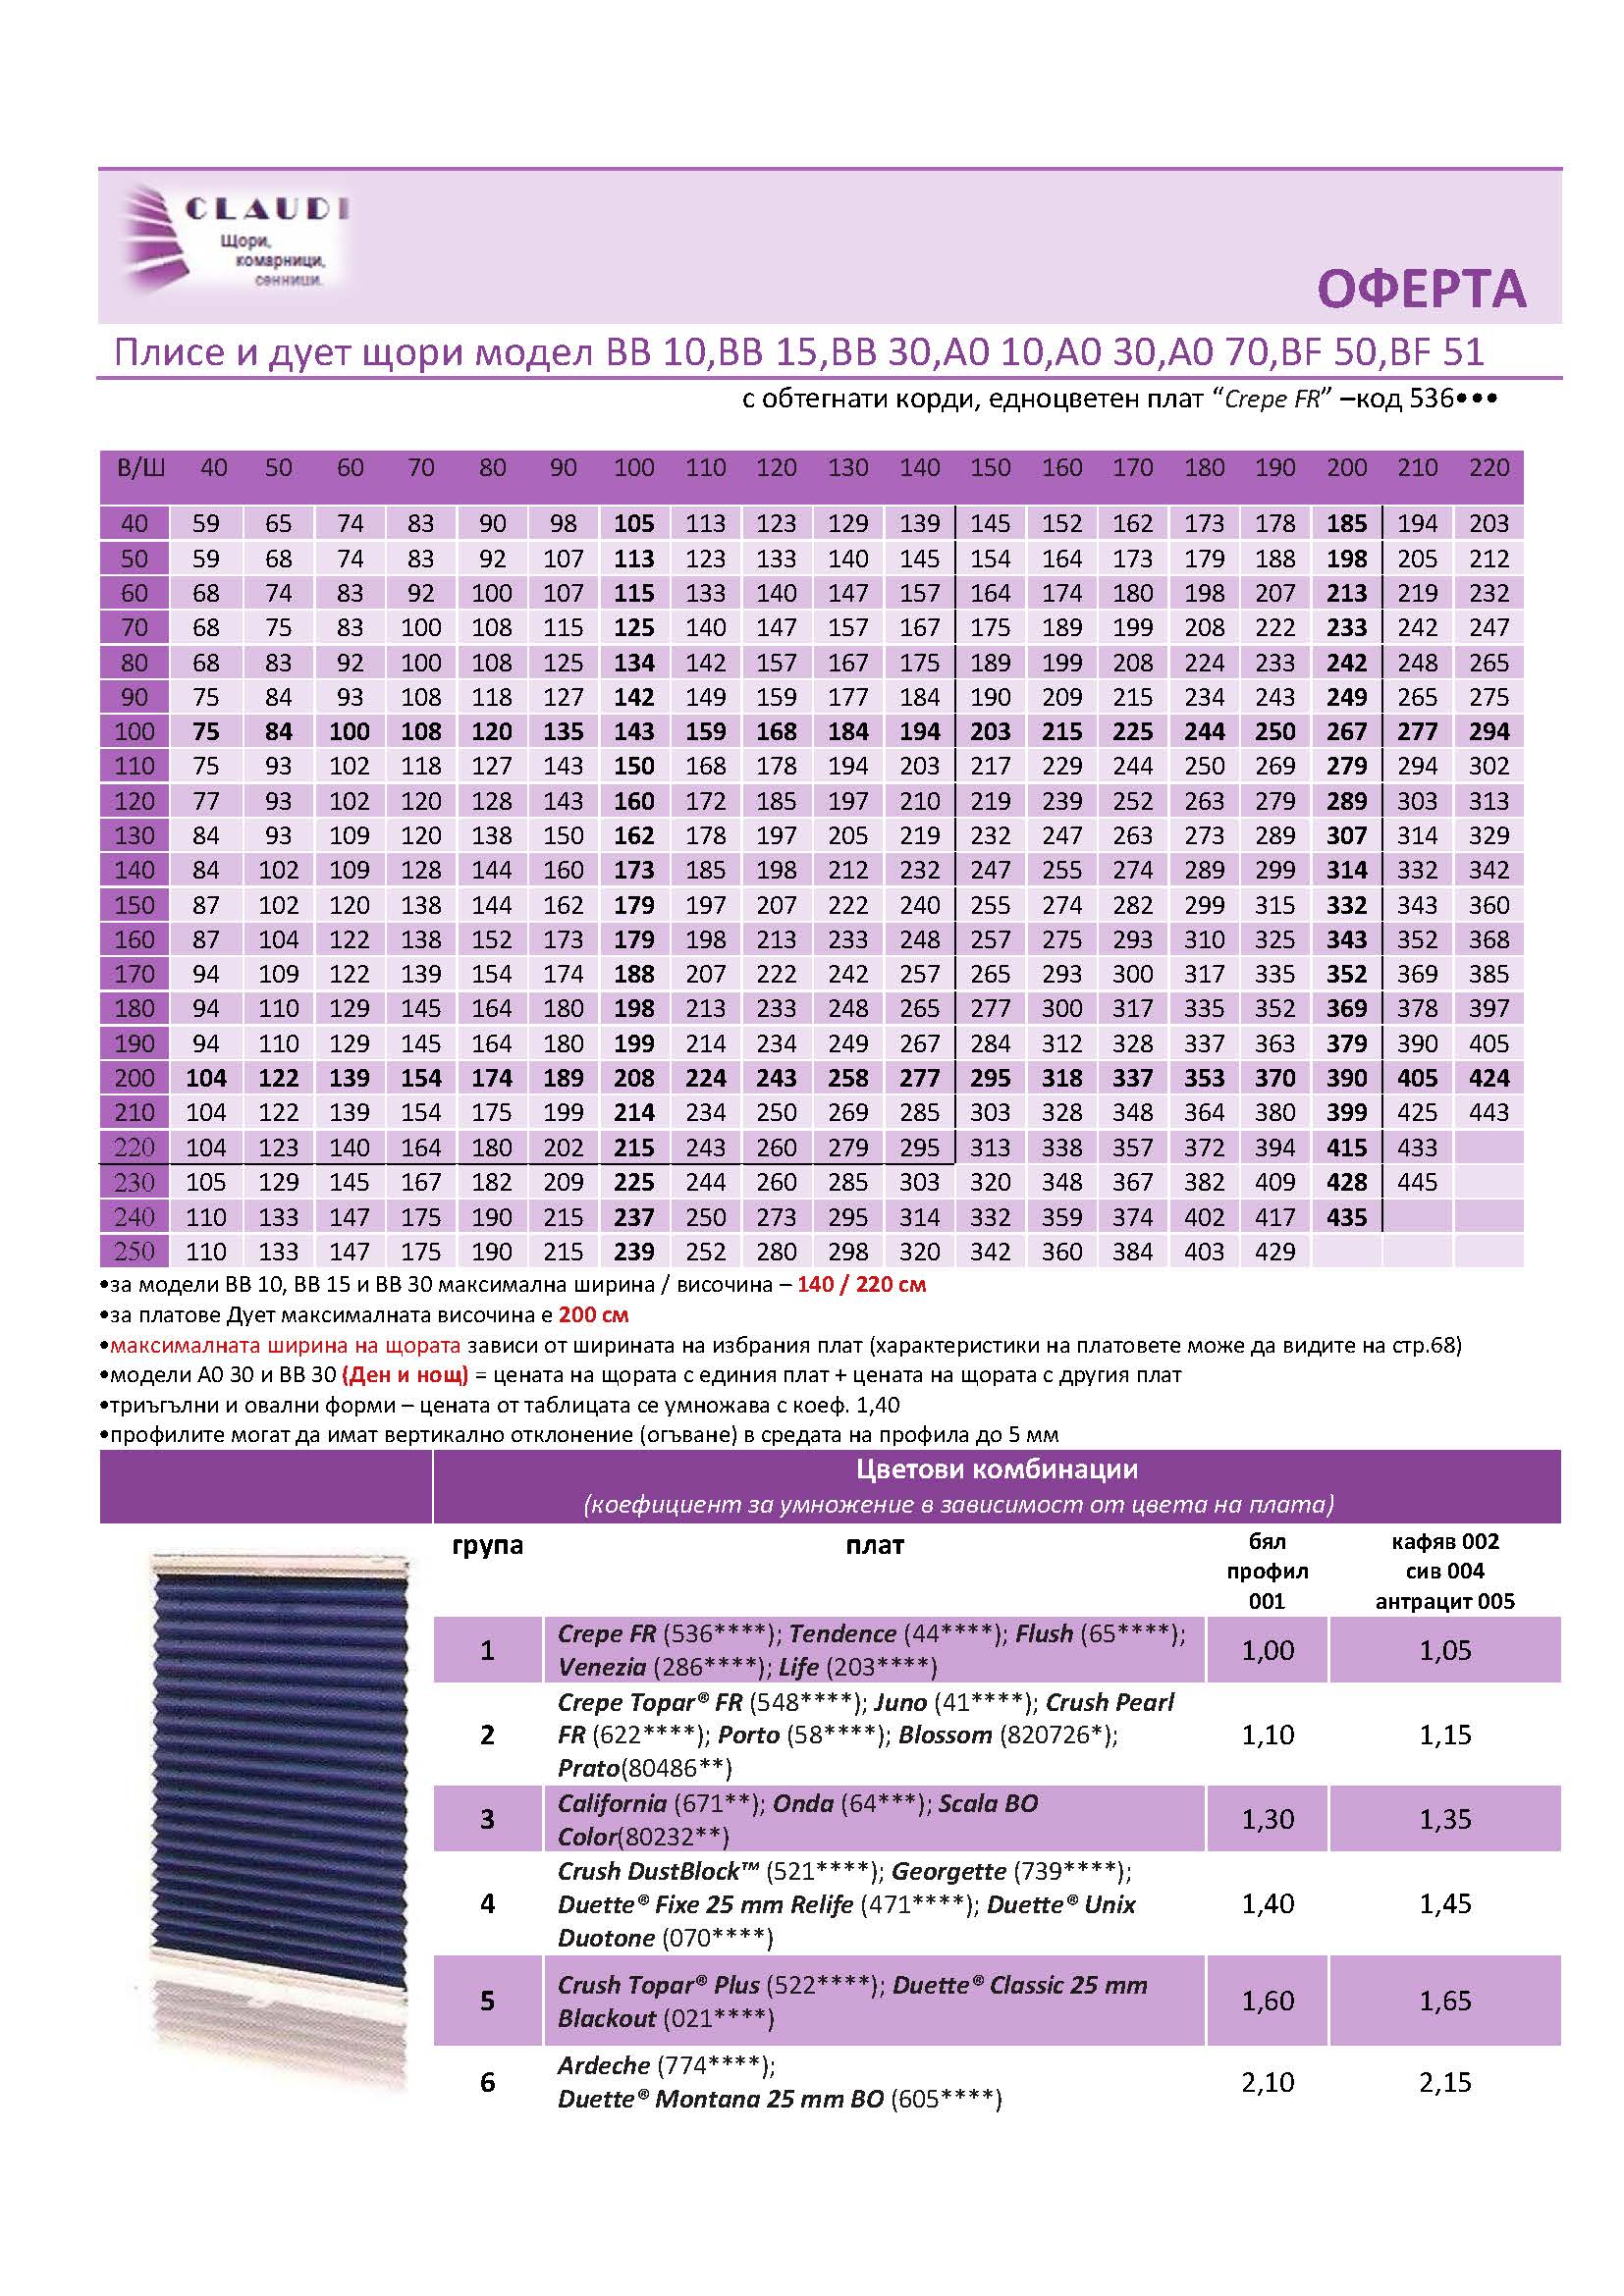 CLAUDI
Щори,
комарници,
сенници.
ОФЕРТА
Плисе и дует щори модел BB 10,BB 15,BB 30,A0 10,A0 30,A0 70,BF 50,BF 51
с обтегнати корди, едноцветен плат “Crepe FR” –код 536•••
В/Ш 40 50 60 70 80 90 100 110 120 130 140 150 160 170 180 190 200 210 220
40 59 65 74 83 90 98 105 113 123 129 139 145 152 162 173 178 185 194 203
50 59 68 74 83 92 107 113 123 133 140 145 154 164 173 179 188 198 205 212
60 68 74 83 92 100 107 115 133 140 147 157 164 174 180 198 207 213 219 232
70 68 75 83 100 108 115 125 140 147 157 167 175 189 199 208 222 233 242 247
80 68 83 92 100 108 125 134 142 157 167 175 189 199 208 224 233 242 248 265
90 75 84 93 108 118 127 142 149 159 177 184 190 209 215 234 243 249 265 275
100 75 84 100 108 120 135 143 159 168 184 194 203 215 225 244 250 267 277 294
110 75 93 102 118 127 143 150 168 178 194 203 217 229 244 250 269 279 294 302
120 77 93 102 120 128 143 160 172 185 197 210 219 239 252 263 279 289 303 313
130 84 93 109 120 138 150 162 178 197 205 219 232 247 263 273 289 307 314 329
140 84 102 109 128 144 160 173 185 198 212 232 247 255 274 289 299 314 332 342
150 87 102 120 138 144 162 179 197 207 222 240 255 274 282 299 315 332 343 360
160 87 104 122 138 152 173 179 198 213 233 248 257 275 293 310 325 343 352 368
170 94 109 122 139 154 174 188 207 222 242 257 265 293 300 317 335 352 369 385
180 94 110 129 145 164 180 198 213 233 248 265 277 300 317 335 352 369 378 397
190 94 110 129 145 164 180 199 214 234 249 267 284 312 328 337 363 379 390 405
200 104 122 139 154 174 189 208 224 243 258 277 295 318 337 353 370 390 405 424
210 104 122 139 154 175 199 214 234 250 269 285 303 328 348 364 380 399 425 443
220 104 123 140 164 180 202 215 243 260 279 295 313 338 357 372 394 415 433
230 105 129 145 167 182 209 225 244 260 285 303 320 348 367 382 409 428 445
240 110 133 147 175 190 215 237 250 273 295 314 332 359 374 402 417 435
250 110 133 147 175 190 215 239 252 280 298 320 342 360 384 403 429
•за модели BB 10, BB 15 и BB 30 максимална ширина / височина – 140 / 220 см
•за платове Дует максималната височина е 200 см
•максималната ширина на щората зависи от ширината на избрания плат (характеристики на платовете може да видите на стр.68)
•модели A0 30 и BB 30 (Ден и нощ) = цената на щората с единия плат + цената на щората с другия плат
•триъгълни и овални форми – цената от таблицата се умножава с коеф. 1,40
•профилите могат да имат вертикално отклонение (огъване) в средата на профила до 5 мм
Цветови комбинации
(коефициент за умножение в зависимост от цвета на плата)
група плат бял кафяв 002
профил сив 004
001 антрацит 005
1 Crepe FR (536****); Tendence (44****); Flush (65****); 1,00 1,05
Venezia (286****); Life (203****)
Crepe Topar® FR (548****); Juno (41****); Crush Pearl
2 FR (622****); Porto (58****); Blossom (820726*); 1,10 1,15
Prato(80486**)
3 California (671**); Onda (64***); Scala BO 1,30 1,35
Color(80232**)
Crush DustBlock™ (521****); Georgette (739****);
4 Duette® Fixe 25 mm Relife (471****); Duette® Unix 1,40 1,45
Duotone (070****)
5 Crush Topar® Plus (522****); Duette® Classic 25 mm 1,60 1,65
Blackout (021****)
6 Ardeche (774****); 2,10 2,15
Duette® Montana 25 mm BO (605****)